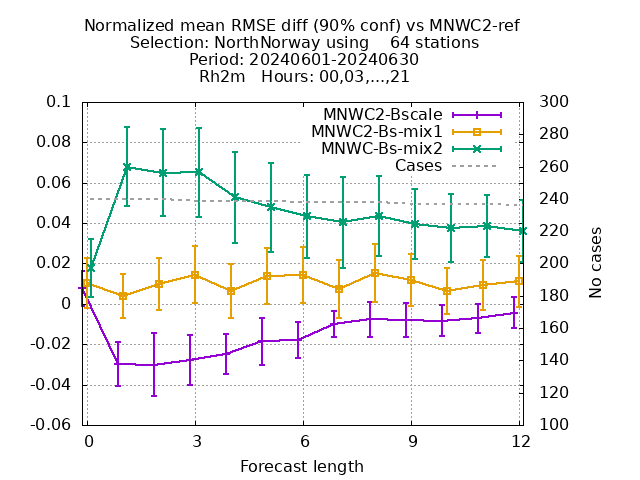 Normalized mean RMSE diff (90% conf) vs MNWC2-ref
Selection: NorthNorway using    64 stations
Period: 20240601-20240630
Rh2m   Hours: 00,03,...,21
MNWC2-Bscale
MNWC2-Bs-mix1
MNWC-Bs-mix2
Cases
0.1
0.08
0.06
0.04
0.02
0
-0.02
-0.04
-0.06
300
280
260
240
220
200
180
160
140
120
100
No cases
0 3 6 9 12
Forecast length